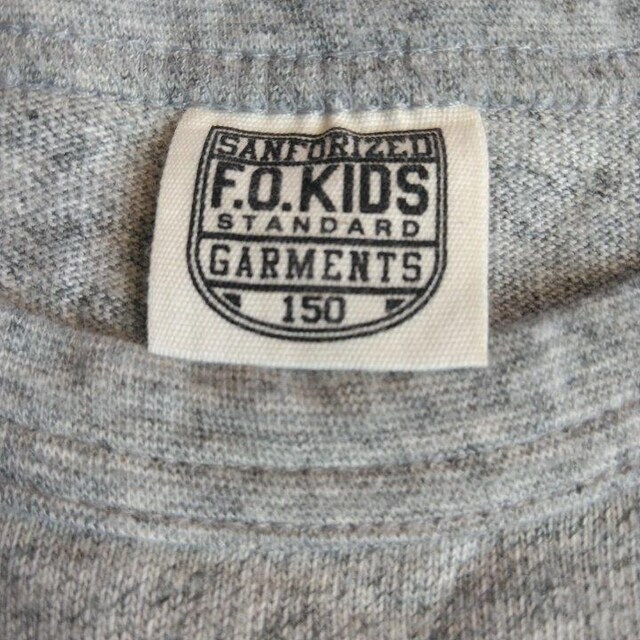 SANFORIZED
F.O.KIDS
STANDARD
GARMENTS
150